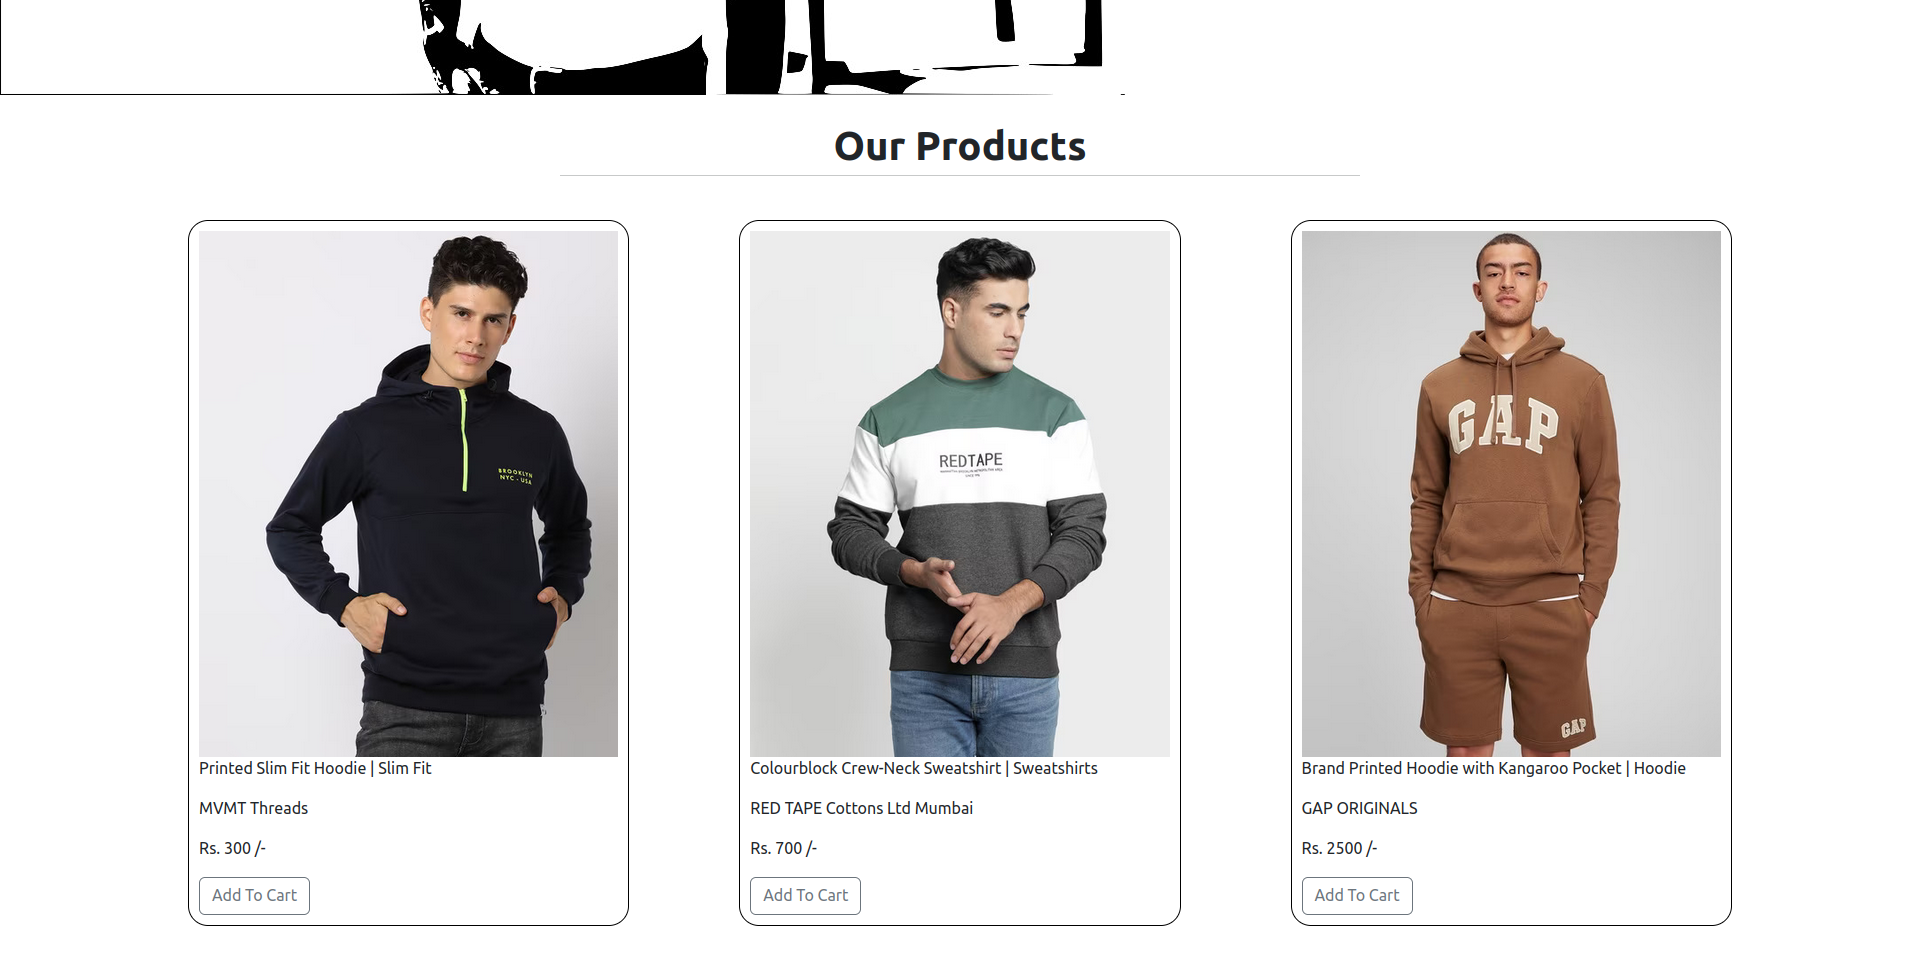 Our Products
BROOKLYN
NYC - USA
Printed Slim Fit Hoodie | Slim Fit
MVMT Threads
Rs. 300 /-
Add To Cart
REDTAPE
Colourblock Crew-Neck Sweatshirt | Sweatshirts
RED TAPE Cottons Ltd Mumbai
Rs. 700 /-
Add To Cart
GAP
GAP
Brand Printed Hoodie with Kangaroo Pocket | Hoodie
GAP ORIGINALS
Rs. 2500 /-
Add To Cart